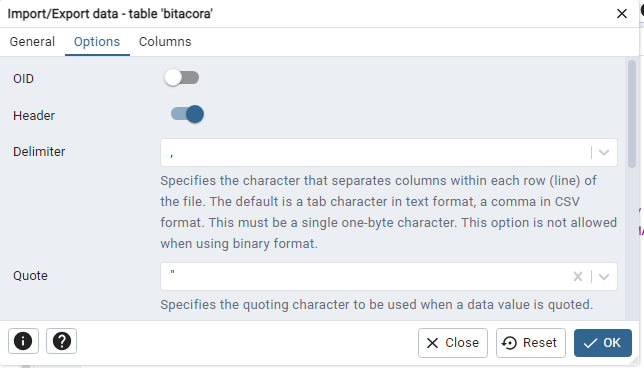 Import/Export data - table 'bitacora'
General Options Columns
OID
Header
Delimiter ,
Specifies the character that separates columns within each row (line) of
the file. The default is a tab character in text format, a comma in CSV
format. This must be a single one-byte character. This option is not allowed
when using binary format.
Quote "
Specifies the quoting character to be used when a data value is quoted.
Close Reset OK